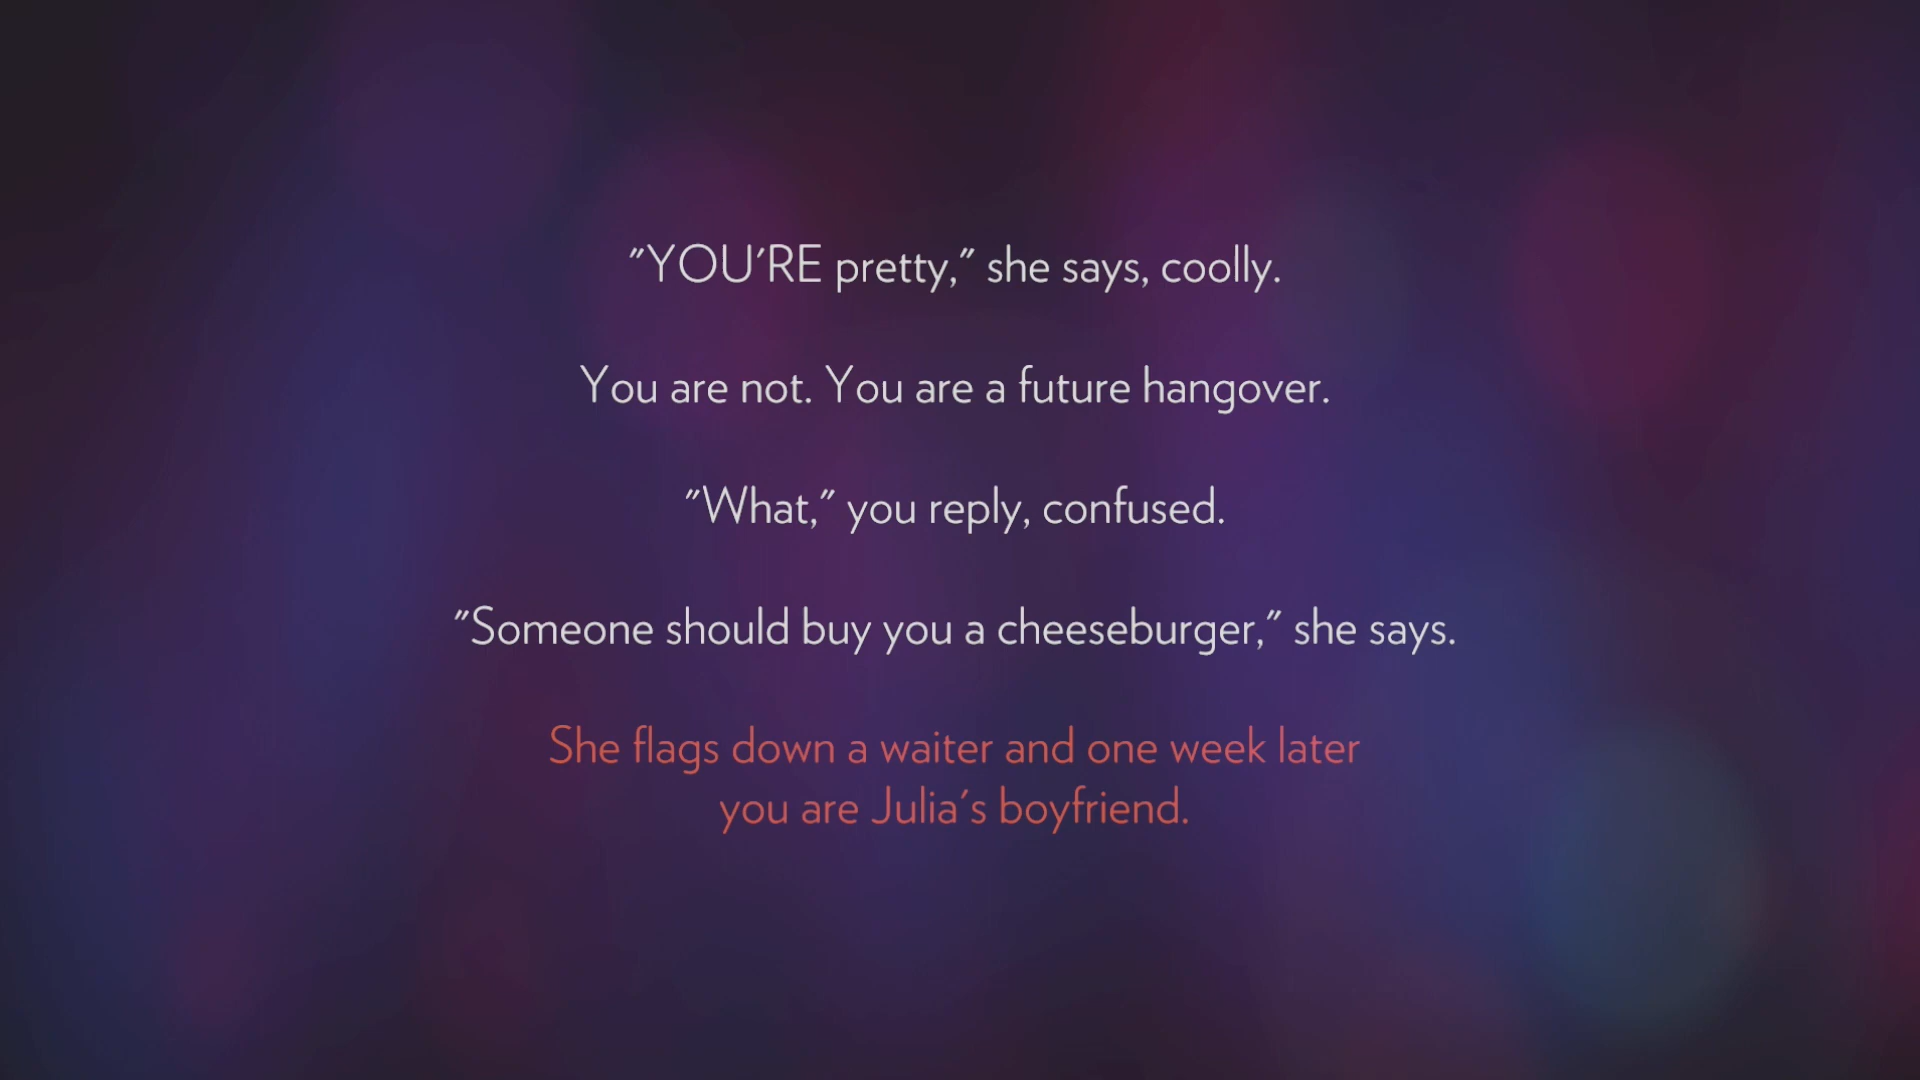 "YOU'RE pretty," she says, coolly.
You are not. You are a future hangover.
"What," you reply, confused.
"Someone should buy you a cheeseburger," she says.
She flags down a waiter and one week later
you are Julia's boyfriend.